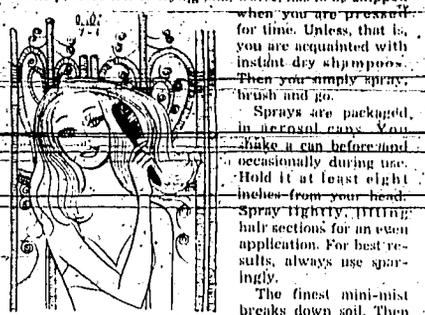 when you are pressed
for time. Unless, that is,
you are acquainted with
instant dry shampoos.
Then you simply spray,
brush and go.
Sprays are packaged
in aerosol cans. You
shake a can before and
occasionally during use.
Hold it at least eight
inches from your head.
Spray lightly, lifting
hair sections for an even
application. For best re-
sults, always use spar-
ingly.
The finest mini-mist
breaks down soil. Then